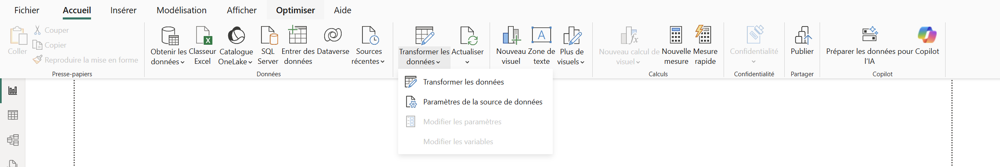 Fichier Accueil Insérer Modélisation Afficher Optimiser Aide
Coller
Couper
Copier
Reproduire la mise en forme
Presse-papiers
Obtenir les
données
Classeur
Excel
Catalogue
OneLake
SQL
Server
Entrer des
données
Dataverse
Sources
récentes
Données
Transformer les
données
Actualiser
Nouveau
visuel
Zone de
texte
Plus de
visuels
Nouveau calcul de
visuel
Nouvelle
mesure
Mesure
rapide
Calculs
Confidentialité
Confidentialité
Publier
Partager
Préparer les données pour
l’IA
Copilot
Copilot
Transformer les données
Paramètres de la source de données
Modifier les paramètres
Modifier les variables